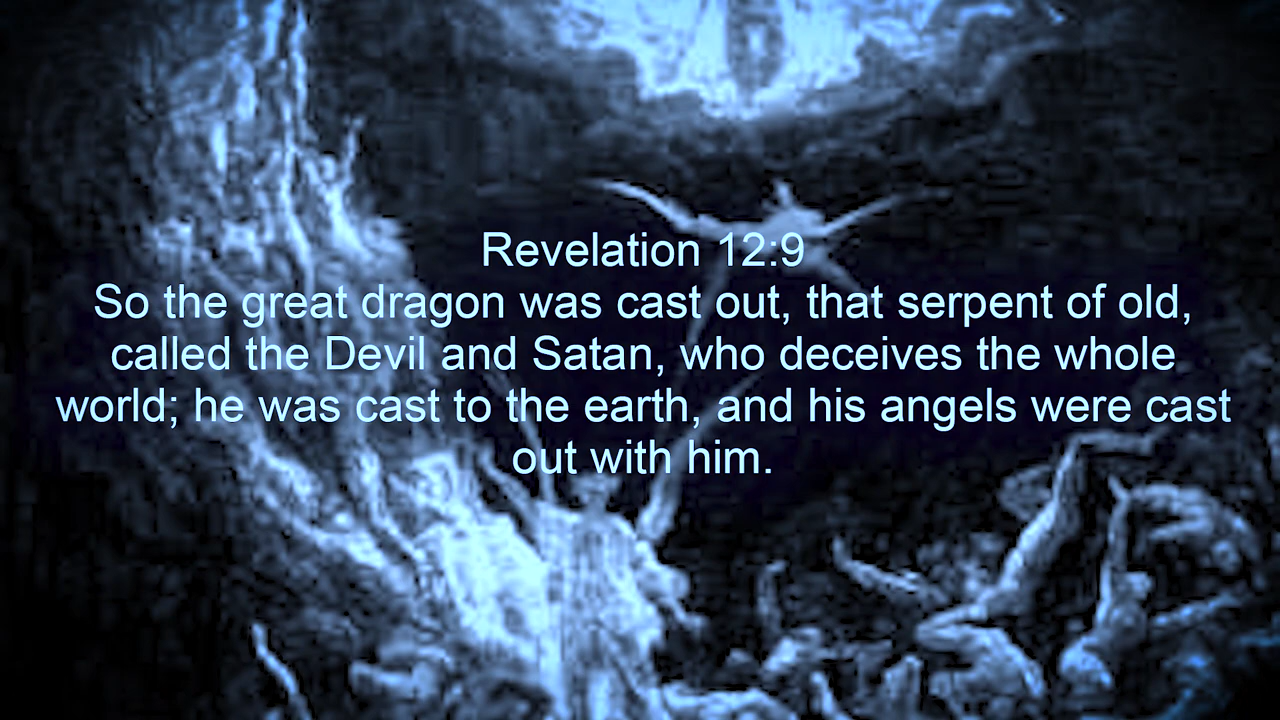 Revelation 12:9
So the great dragon was cast out, that serpent of old,
called the Devil and Satan, who deceives the whole
world; he was cast to the earth, and his angels were cast
out with him.